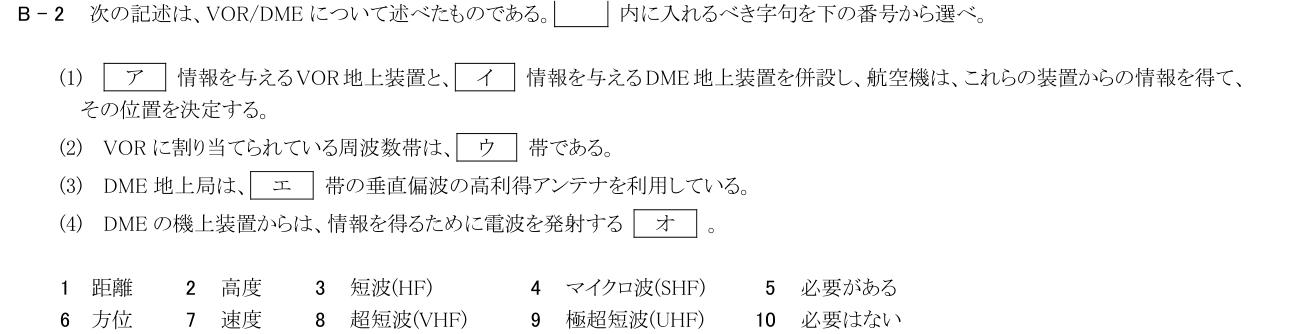 B－2 次の記述は、VOR/DME について述べたものである。　　　内に入れるべき字句を下の番号から選べ。
(1) ア 情報を与えるVOR地上装置と、 イ 情報を与えるDME地上装置を併設し、航空機は、これらの装置からの情報を得て、
その位置を決定する。
(2) VOR に割り当てられている周波数帯は、 ウ 帯である。
(3) DME 地上局は、 エ 帯の垂直偏波の高利得アンテナを利用している。
(4) DME の機上装置からは、情報を得るために電波を発射する オ 。
1 距離 2 高度 3 短波(HF) 4 マイクロ波(SHF) 5 必要がある
6 方位 7 速度 8 超短波(VHF) 9 極超短波(UHF) 10 必要はない